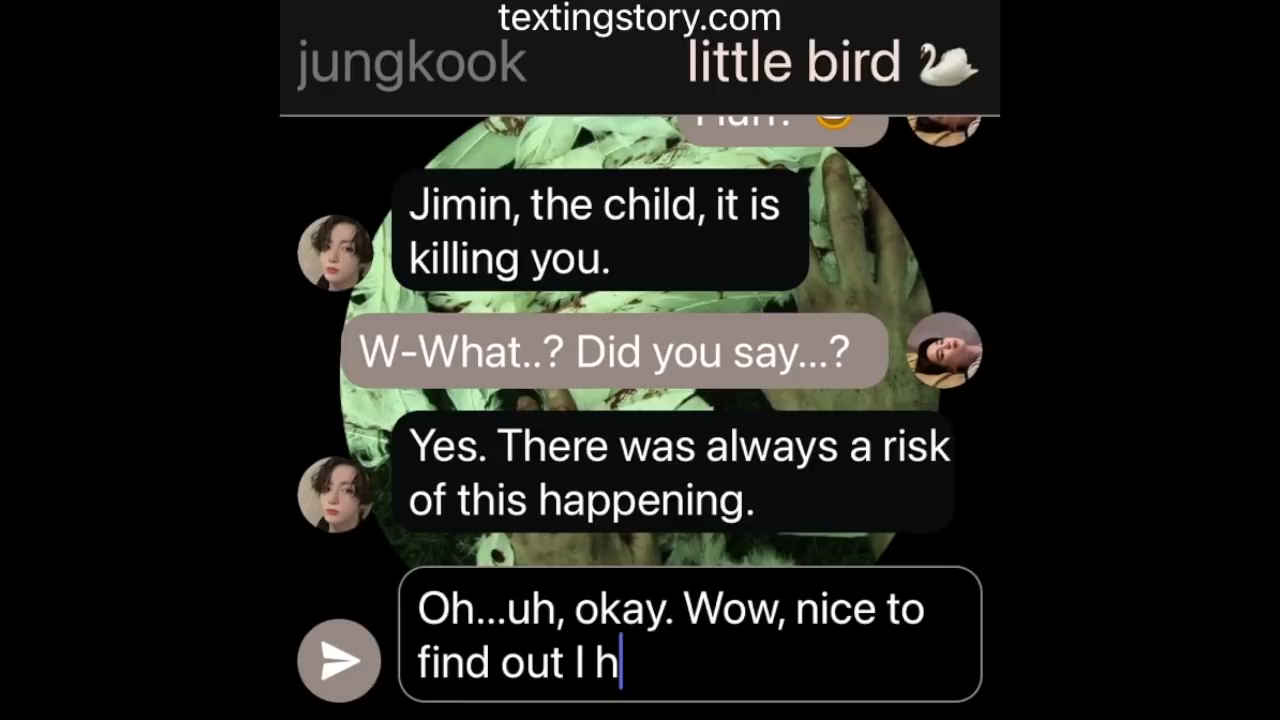 textingstory.com
jungkook
little bird 🦢
Jimin, the child, it is
killing you.
W-What..? Did you say...?
Yes. There was always a risk
of this happening.
Oh...uh, okay. Wow, nice to
find out I h